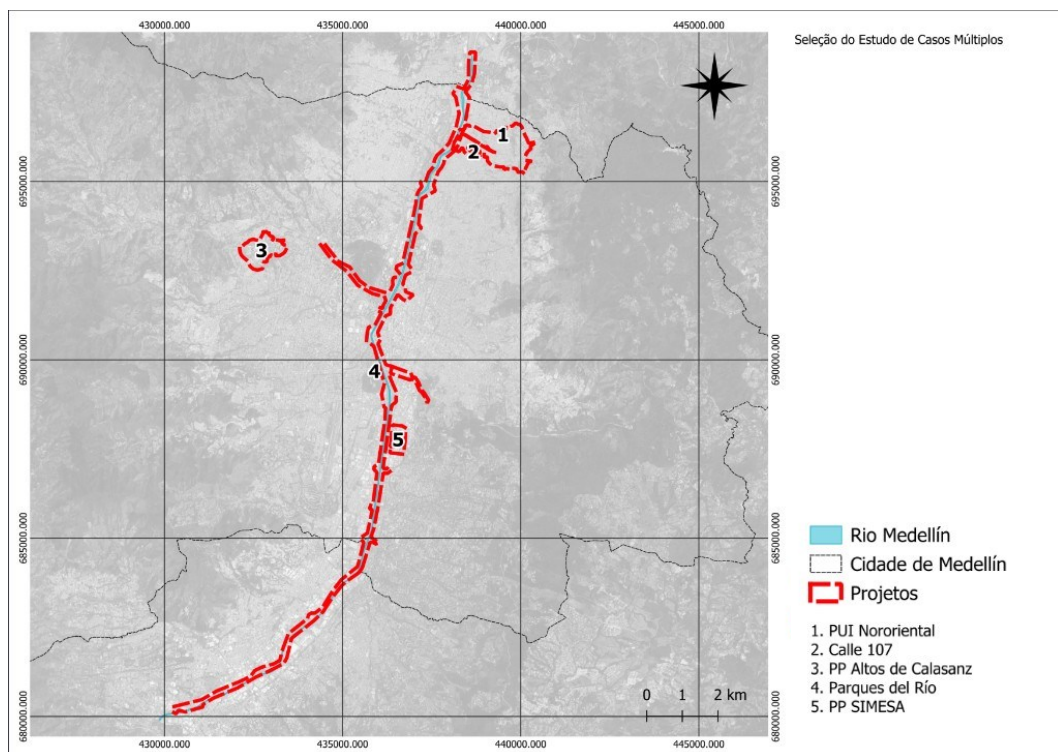 430000.000 435000.000 440000.000 445000.000
Seleção do Estudo de Casos Múltiplos
1
2
695000.000 695000.000
3
690000.000 690000.000
4
5
685000.000 685000.000
Rio Medellín
Cidade de Medellín
Projetos
1. PUI Nororiental
2. Calle 107
3. PP Altos de Calasanz
4. Parques del Río
5. PP SIMESA
0 1 2 km
680000.000 680000.000
430000.000 435000.000 440000.000 445000.000